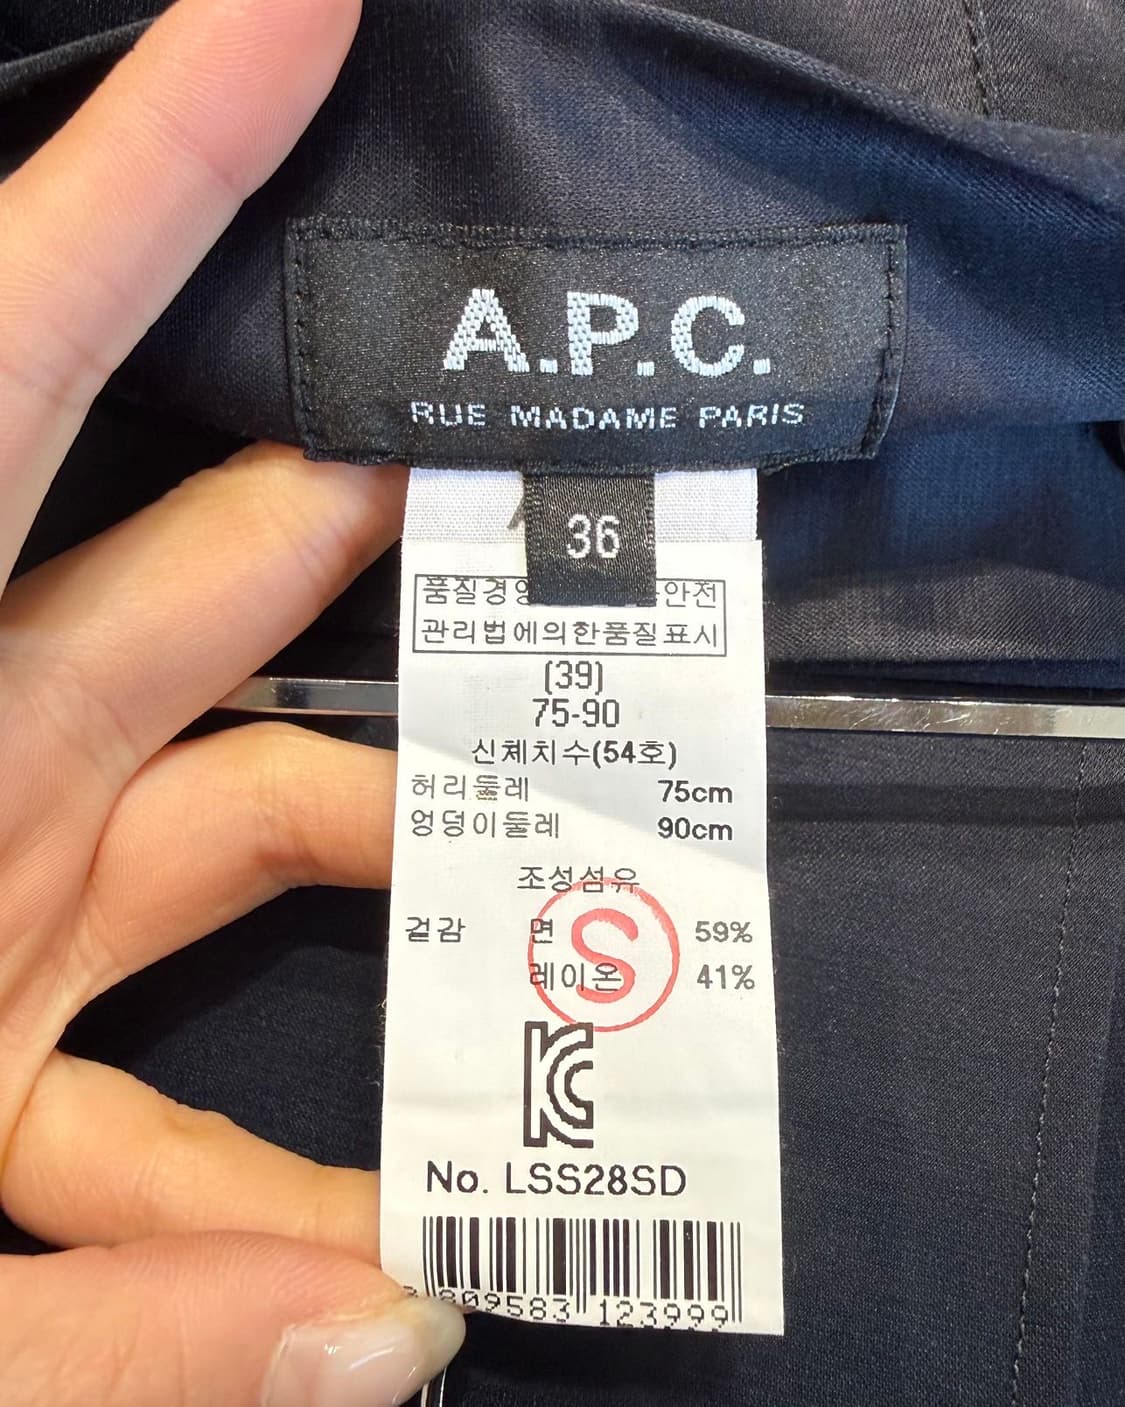 A.P.C.
RUE MADAME PARIS
36
품질경영 안전
관리법에의한품질표시
(39)
75-90
신체치수(54호)
허리둘레 75cm
엉덩이둘레 90cm
조성섬유
겉감 면 59%
레이온 41%
S
KC
No. LSS28SD
809583 123999